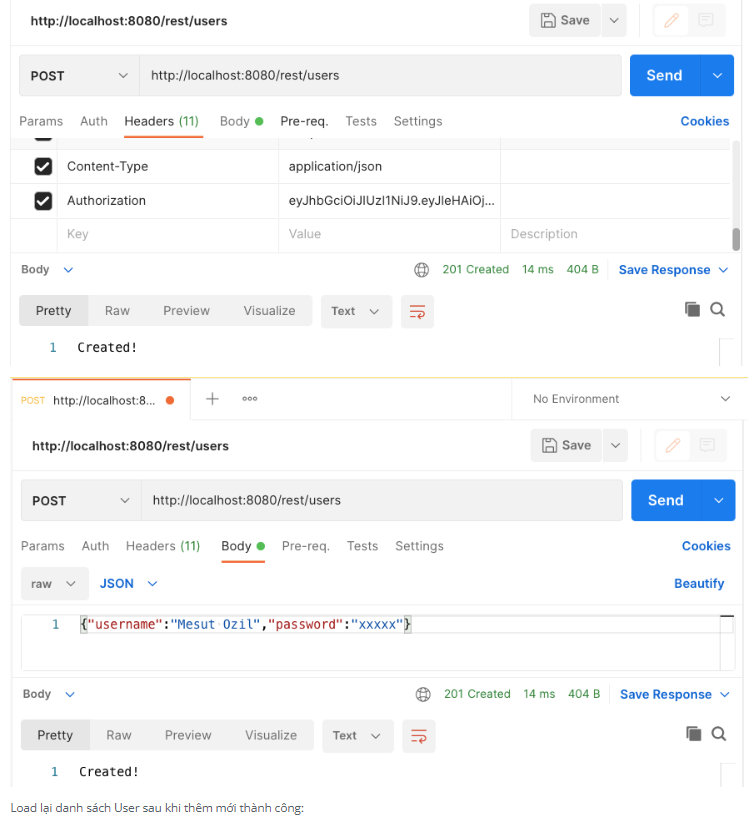 http://localhost:8080/rest/users
Save
POST
http://localhost:8080/rest/users
Send
Params Auth Headers (11) Body Pre-req. Tests Settings Cookies
Content-Type application/json
Authorization eyJhbGciOiJIUzI1NiJ9.eyJleHAiOj...
Key Value Description
Body 201 Created 14 ms 404 B Save Response
Pretty Raw Preview Visualize Text
1 Created!
POST http://localhost:8... No Environment
http://localhost:8080/rest/users
Save
POST
http://localhost:8080/rest/users
Send
Params Auth Headers (11) Body Pre-req. Tests Settings Cookies
raw JSON Beautify
1 {"username":"Mesut Ozil","password":"xxxxx"}
Body 201 Created 14 ms 404 B Save Response
Pretty Raw Preview Visualize Text
1 Created!
Load lại danh sách User sau khi thêm mới thành công: